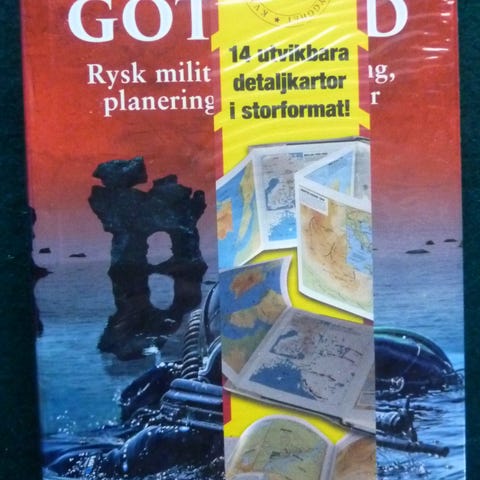 GOT D
14 utvikbara
detaljkartor
i storformat!
Rysk milit g,
planering r